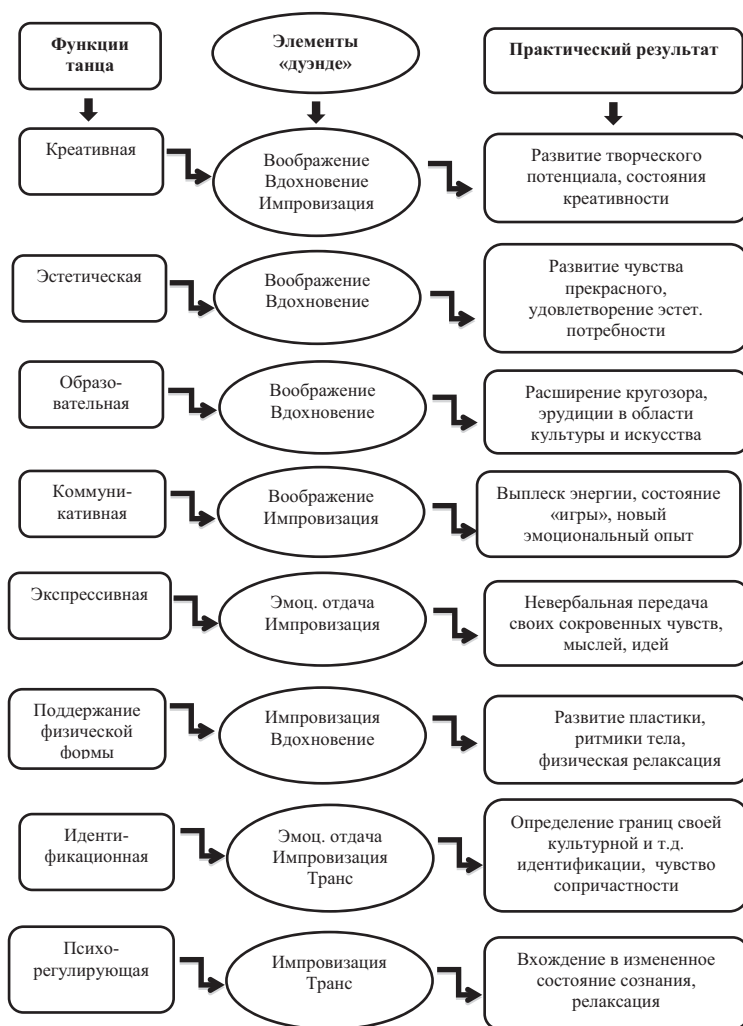 Функции
танца
Элементы
«дуэнде»
Практический результат
Креативная
Воображение
Вдохновение
Импровизация
Развитие творческого
потенциала, состояния
креативности
Эстетическая
Воображение
Вдохновение
Развитие чувства
прекрасного,
удовлетворение эстет.
потребности
Образо-
вательная
Воображение
Вдохновение
Расширение кругозора,
эрудиции в области
культуры и искусства
Коммуни-
кативная
Воображение
Импровизация
Выплеск энергии, состояние
«игры», новый
эмоциональный опыт
Экспрессивная
Эмоц. отдача
Импровизация
Невербальная передача
своих сокровенных чувств,
мыслей, идей
Поддержание
физической
формы
Импровизация
Вдохновение
Развитие пластики,
ритмики тела,
физическая релаксация
Иденти-
фикационная
Эмоц. отдача
Импровизация
Транс
Определение границ своей
культурной и т.д.
идентификации, чувство
сопричастности
Психо-
регулирующая
Импровизация
Транс
Вхождение в измененное
состояние сознания,
релаксация